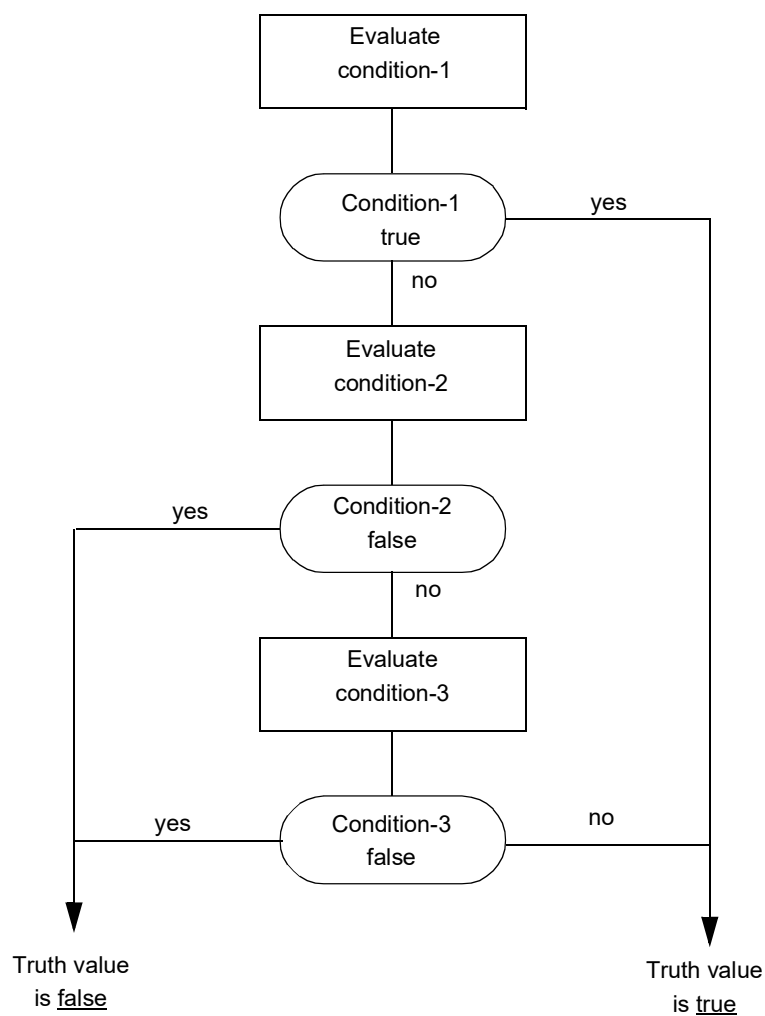 Evaluate
condition-1
Condition-1
true
yes
no
Evaluate
condition-2
Condition-2
false
yes
no
Evaluate
condition-3
Condition-3
false
yes
no
Truth value
is false
Truth value
is true